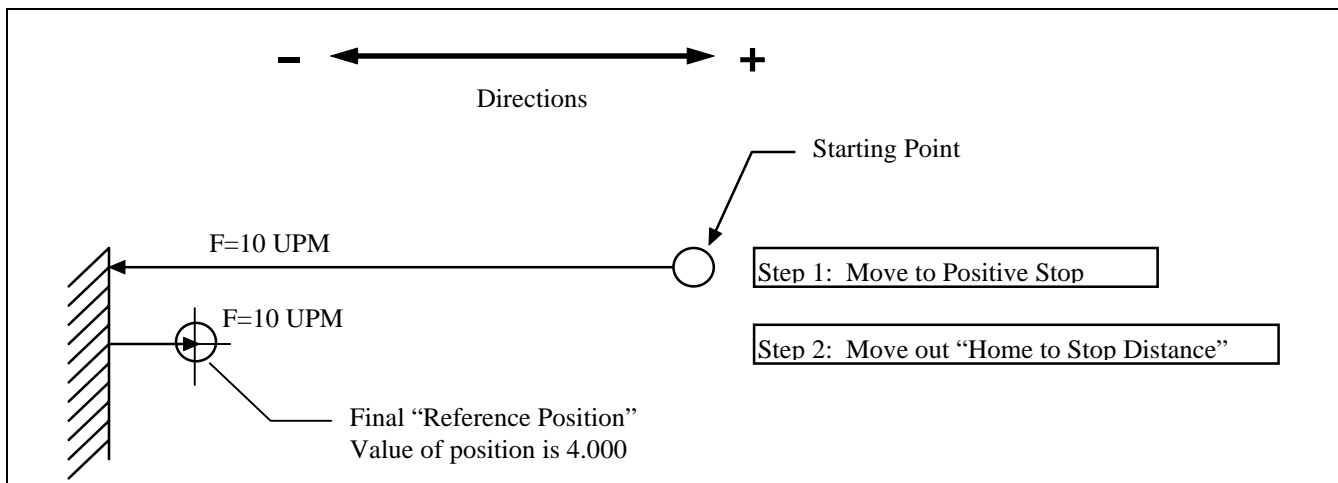 - +
Directions
Starting Point
F=10 UPM
Step 1: Move to Positive Stop
F=10 UPM
Step 2: Move out “Home to Stop Distance”
Final “Reference Position”
Value of position is 4.000